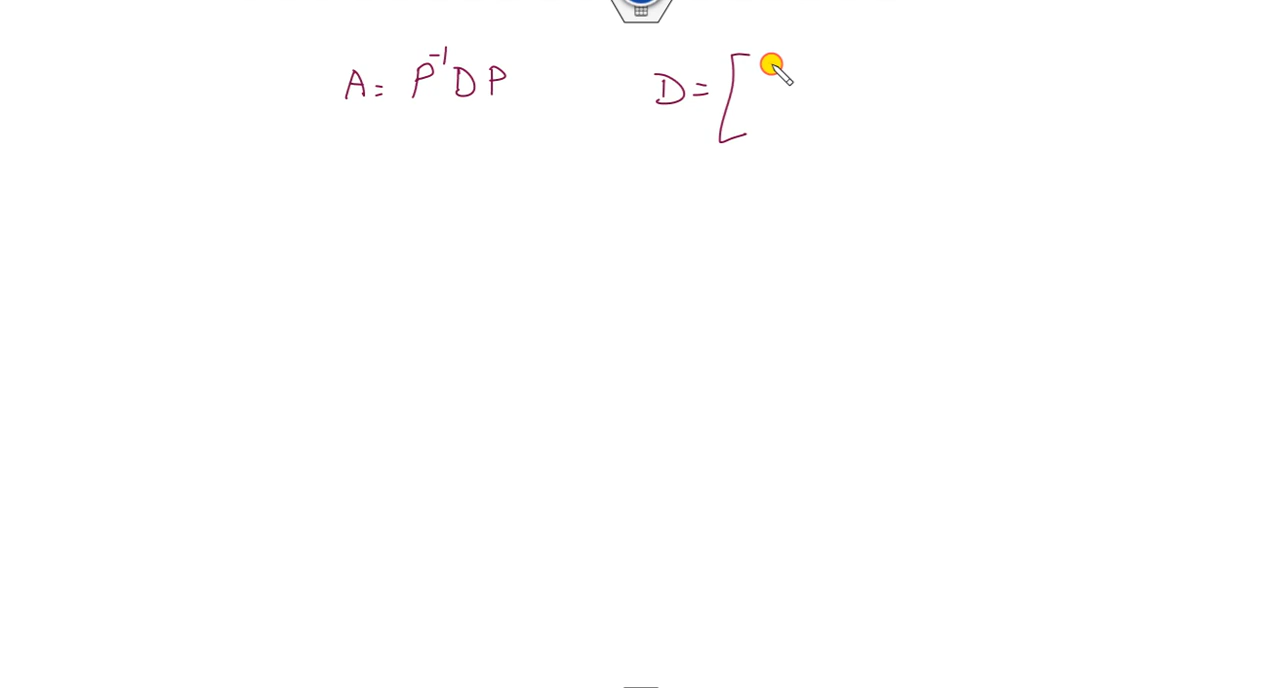 A = P⁻¹DP D = [